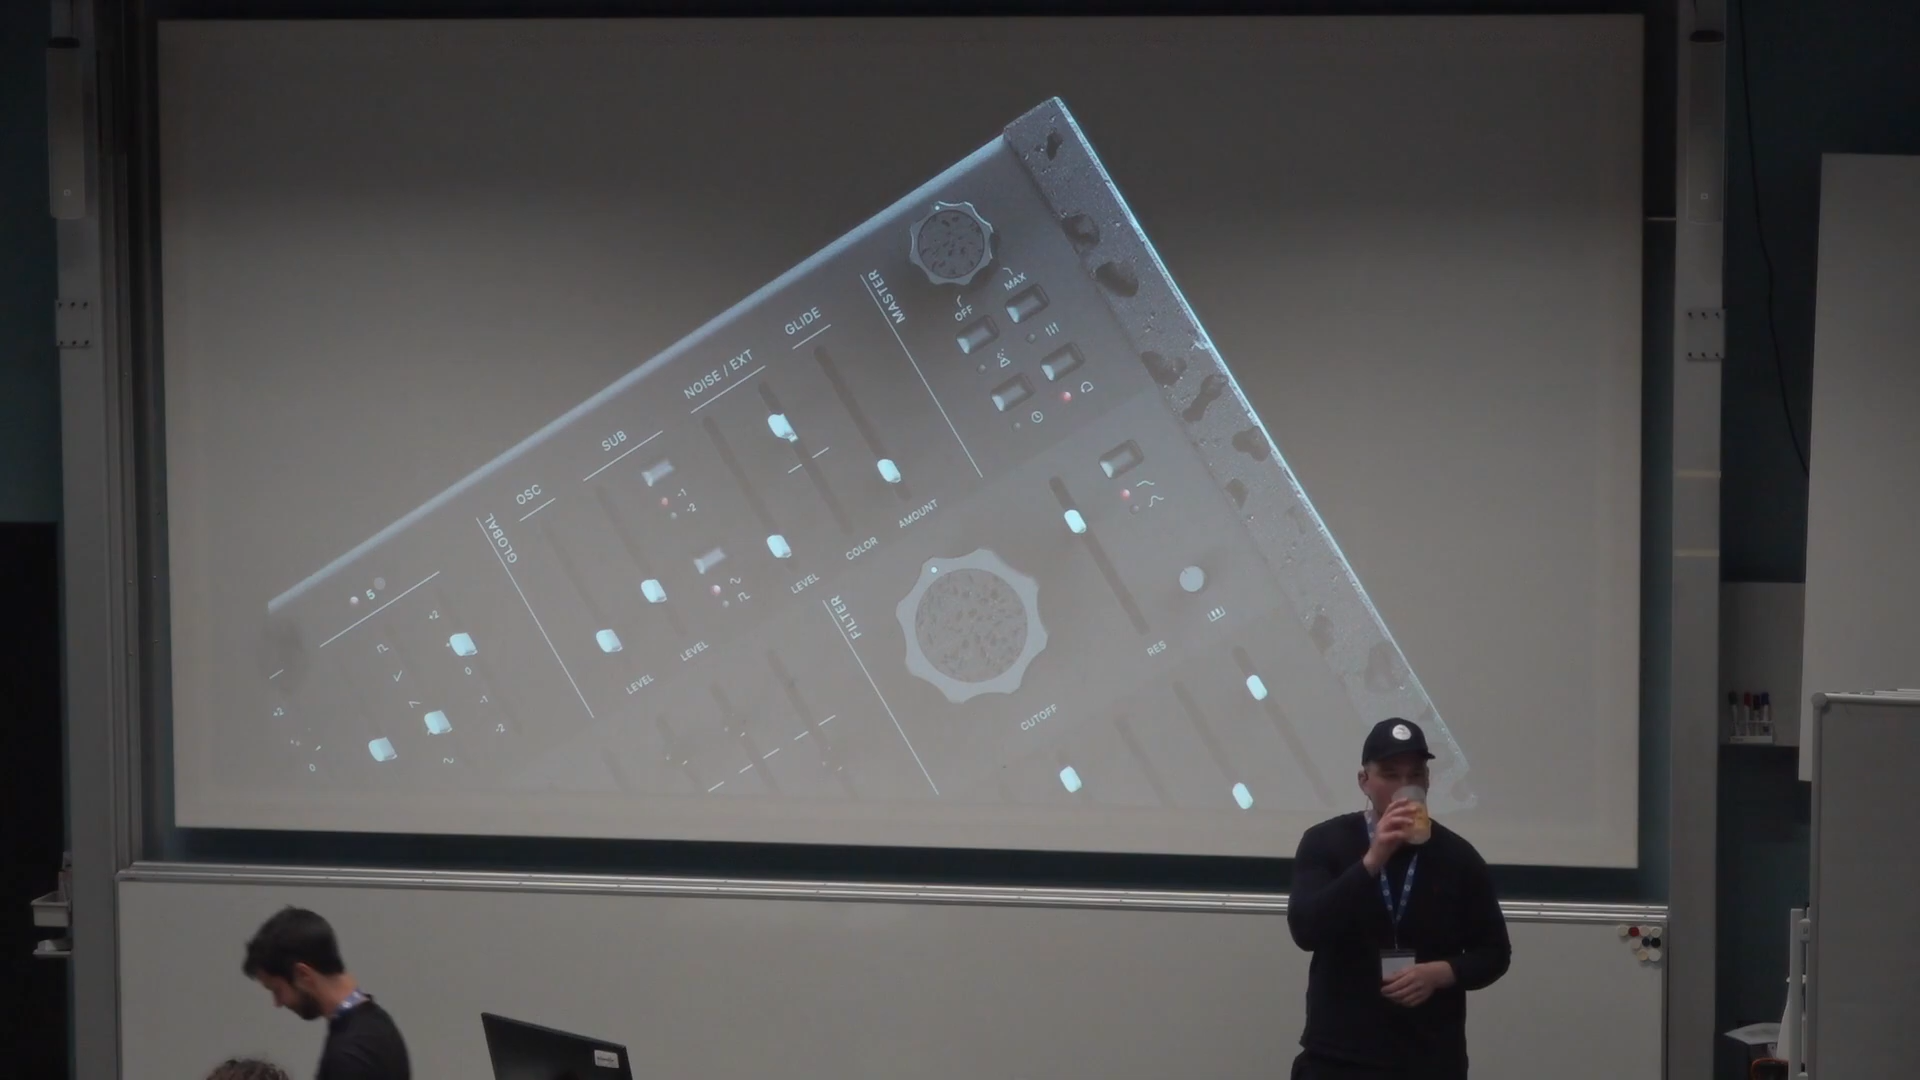 MASTER
MAX
OFF
GLIDE
NOISE / EXT
SUB
OSC
GLOBAL
5
-1
-2
AMOUNT
COLOR
LEVEL
LEVEL
LEVEL
FILTER
CUTOFF
RES
+2
0
-1
-2
+2
0